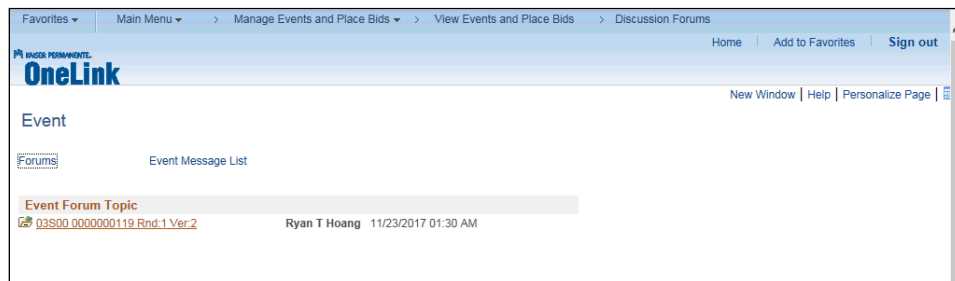 Favorites Main Menu > Manage Events and Place Bids > View Events and Place Bids > Discussion Forums
Home Add to Favorites Sign out
KAISER PERMANENTE.
OneLink
New Window | Help | Personalize Page |
Event
Forums Event Message List
Event Forum Topic
03S00 0000000119 Rnd:1 Ver:2 Ryan T Hoang 11/23/2017 01:30 AM